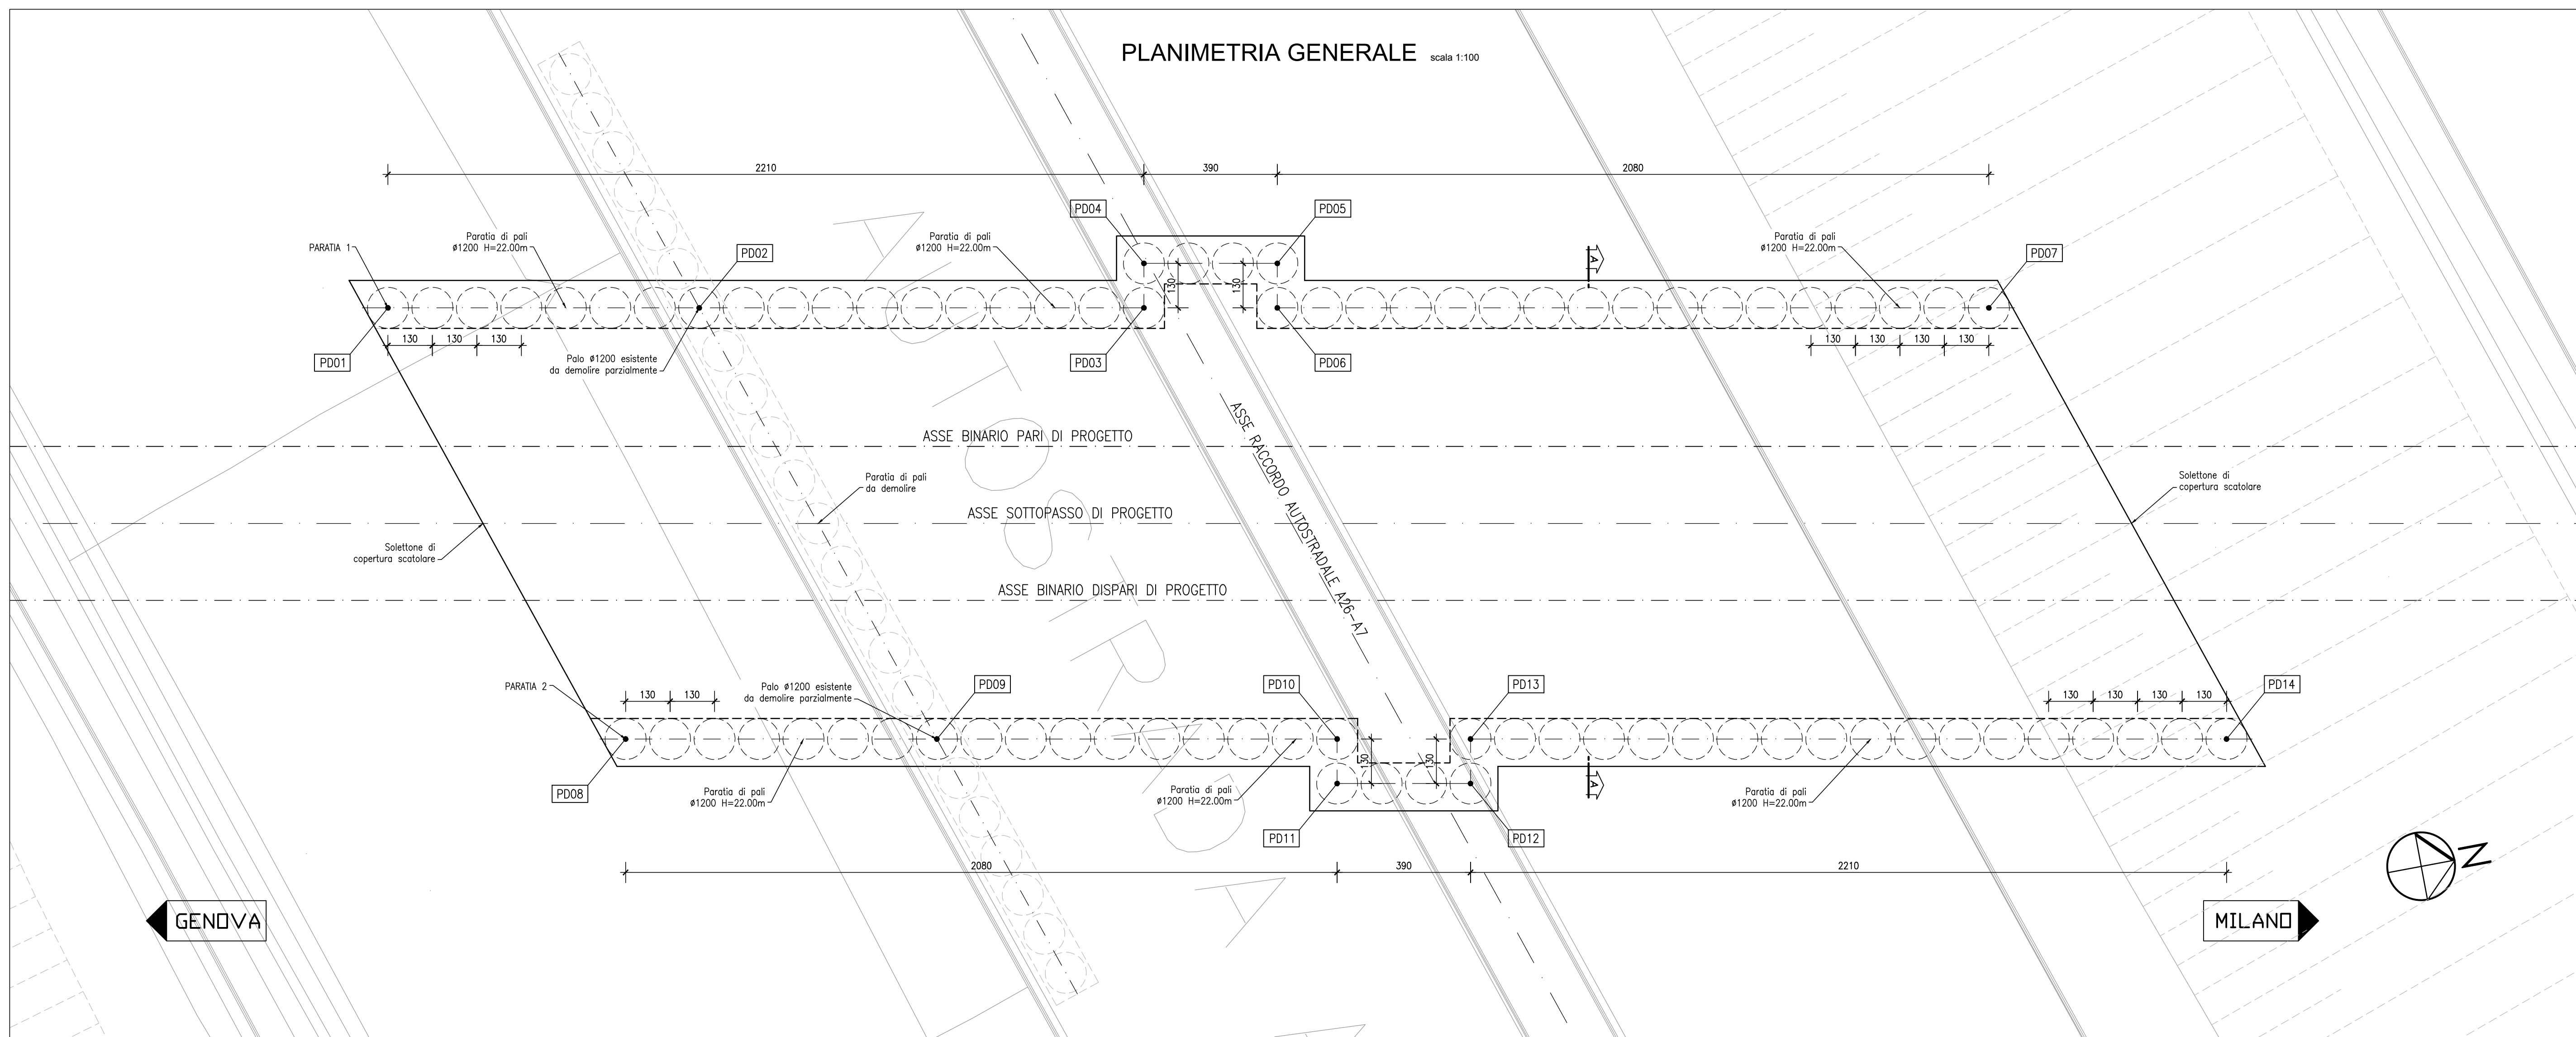 PLANIMETRIA GENERALE scala 1:100
2210
390
2080
PD04
PD05
PARATIA 1
Paratia di pali
ø1200 H=22.00m
PD02
Paratia di pali
ø1200 H=22.00m
A
Paratia di pali
ø1200 H=22.00m
PD07
130
130
PD01
130
130
130
Palo ø1200 esistente
da demolire parzialmente
PD03
PD06
130
130
130
130
ASSE BINARIO PARI DI PROGETTO
ASSE RACCORDO AUTOSTRADALE A26-A7
Paratia di pali
da demolire
Solettone di
copertura scatolare
ASSE SOTTOPASSO DI PROGETTO
Solettone di
copertura scatolare
ASSE BINARIO DISPARI DI PROGETTO
AUTOSTRADA
PARATIA 2
130
130
Palo ø1200 esistente
da demolire parzialmente
PD09
PD10
PD13
130
130
130
130
PD14
130
130
PD08
Paratia di pali
ø1200 H=22.00m
Paratia di pali
ø1200 H=22.00m
A
Paratia di pali
ø1200 H=22.00m
PD11
PD12
2080
390
2210
N
GENOVA
MILANO